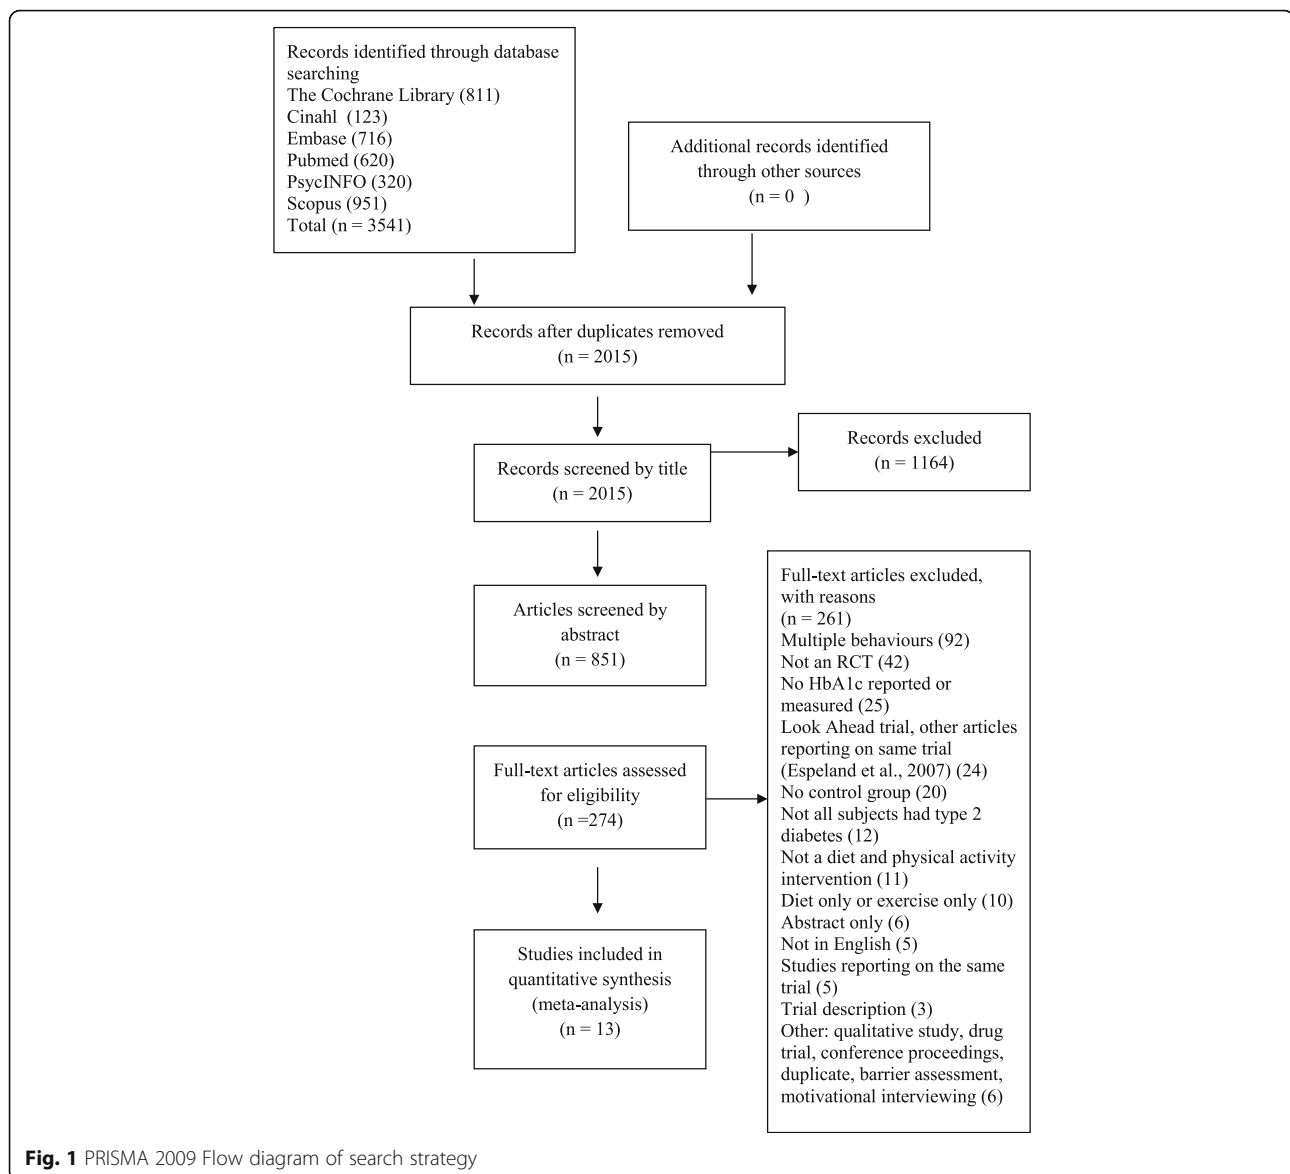 Records identified through database
searching
The Cochrane Library (811)
Cinahl (123)
Embase (716)
Pubmed (620)
PsycINFO (320)
Scopus (951)
Total (n = 3541)
Additional records identified
through other sources
(n = 0 )
Records after duplicates removed
(n = 2015)
Records screened by title
(n = 2015)
Records excluded
(n = 1164)
Articles screened by
abstract
(n = 851)
Full-text articles assessed
for eligibility
(n =274)
Full-text articles excluded,
with reasons
(n = 261)
Multiple behaviours (92)
Not an RCT (42)
No HbA1c reported or
measured (25)
Look Ahead trial, other articles
reporting on same trial
(Espeland et al., 2007) (24)
No control group (20)
Not all subjects had type 2
diabetes (12)
Not a diet and physical activity
intervention (11)
Diet only or exercise only (10)
Abstract only (6)
Not in English (5)
Studies reporting on the same
trial (5)
Trial description (3)
Other: qualitative study, drug
trial, conference proceedings,
duplicate, barrier assessment,
motivational interviewing (6)
Studies included in
quantitative synthesis
(meta-analysis)
(n = 13)
Fig. 1 PRISMA 2009 Flow diagram of search strategy